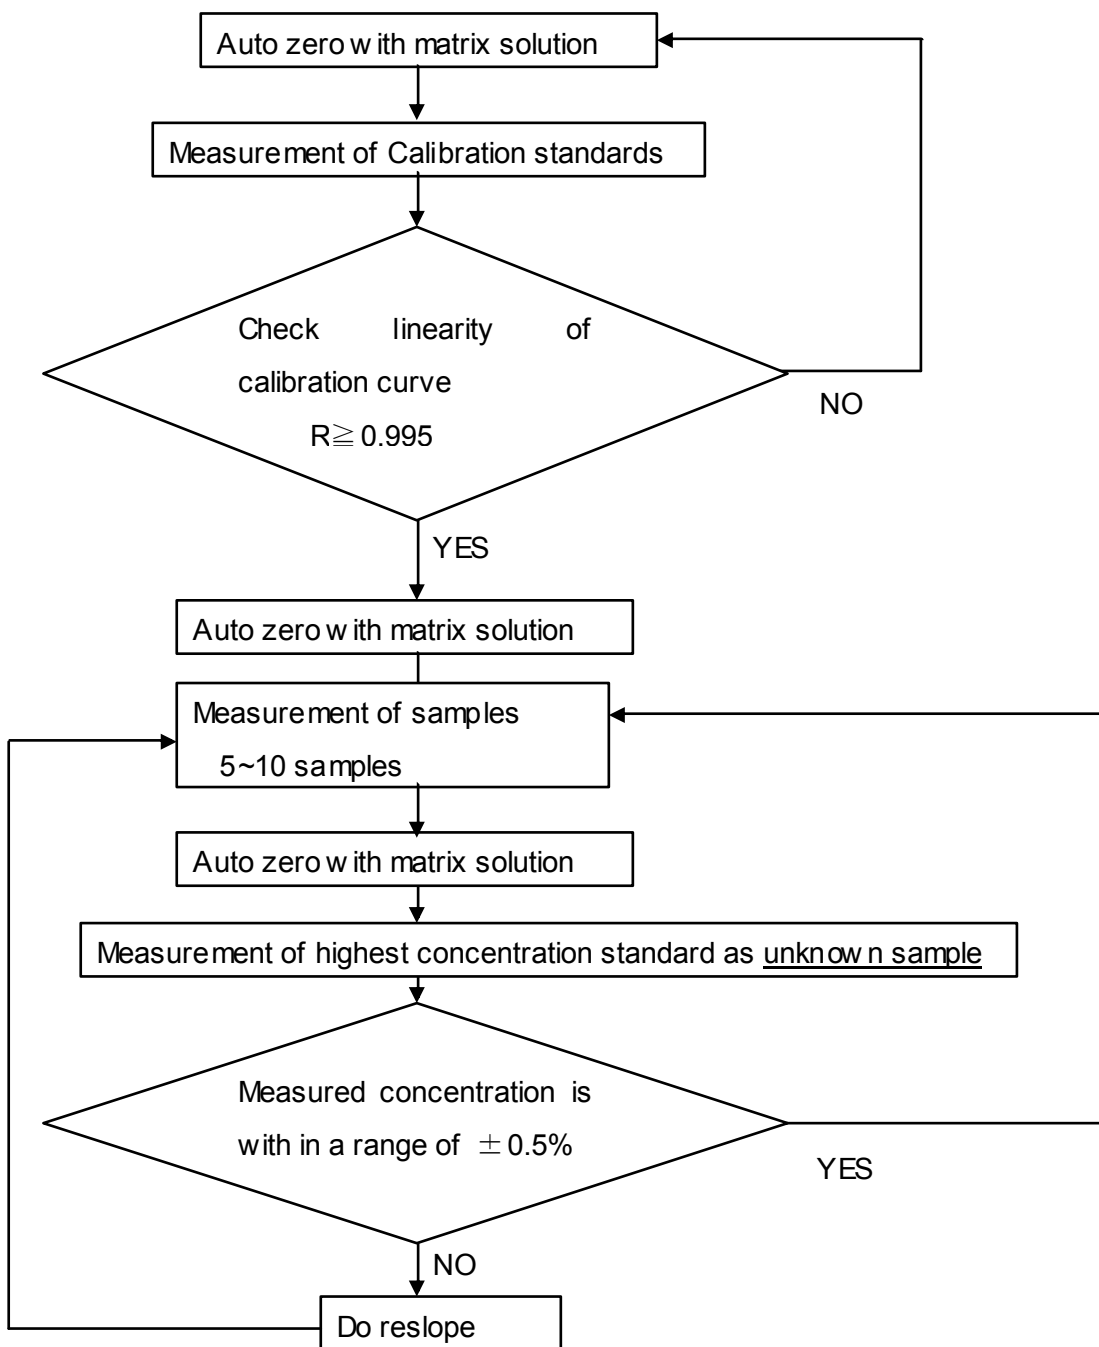 Auto zero with matrix solution
Measurement of Calibration standards
Check linearity of
calibration curve
R≧0.995
NO
YES
Auto zero with matrix solution
Measurement of samples
5~10 samples
Auto zero with matrix solution
Measurement of highest concentration standard as unknown sample
Measured concentration is
with in a range of ±0.5%
YES
NO
Do reslope